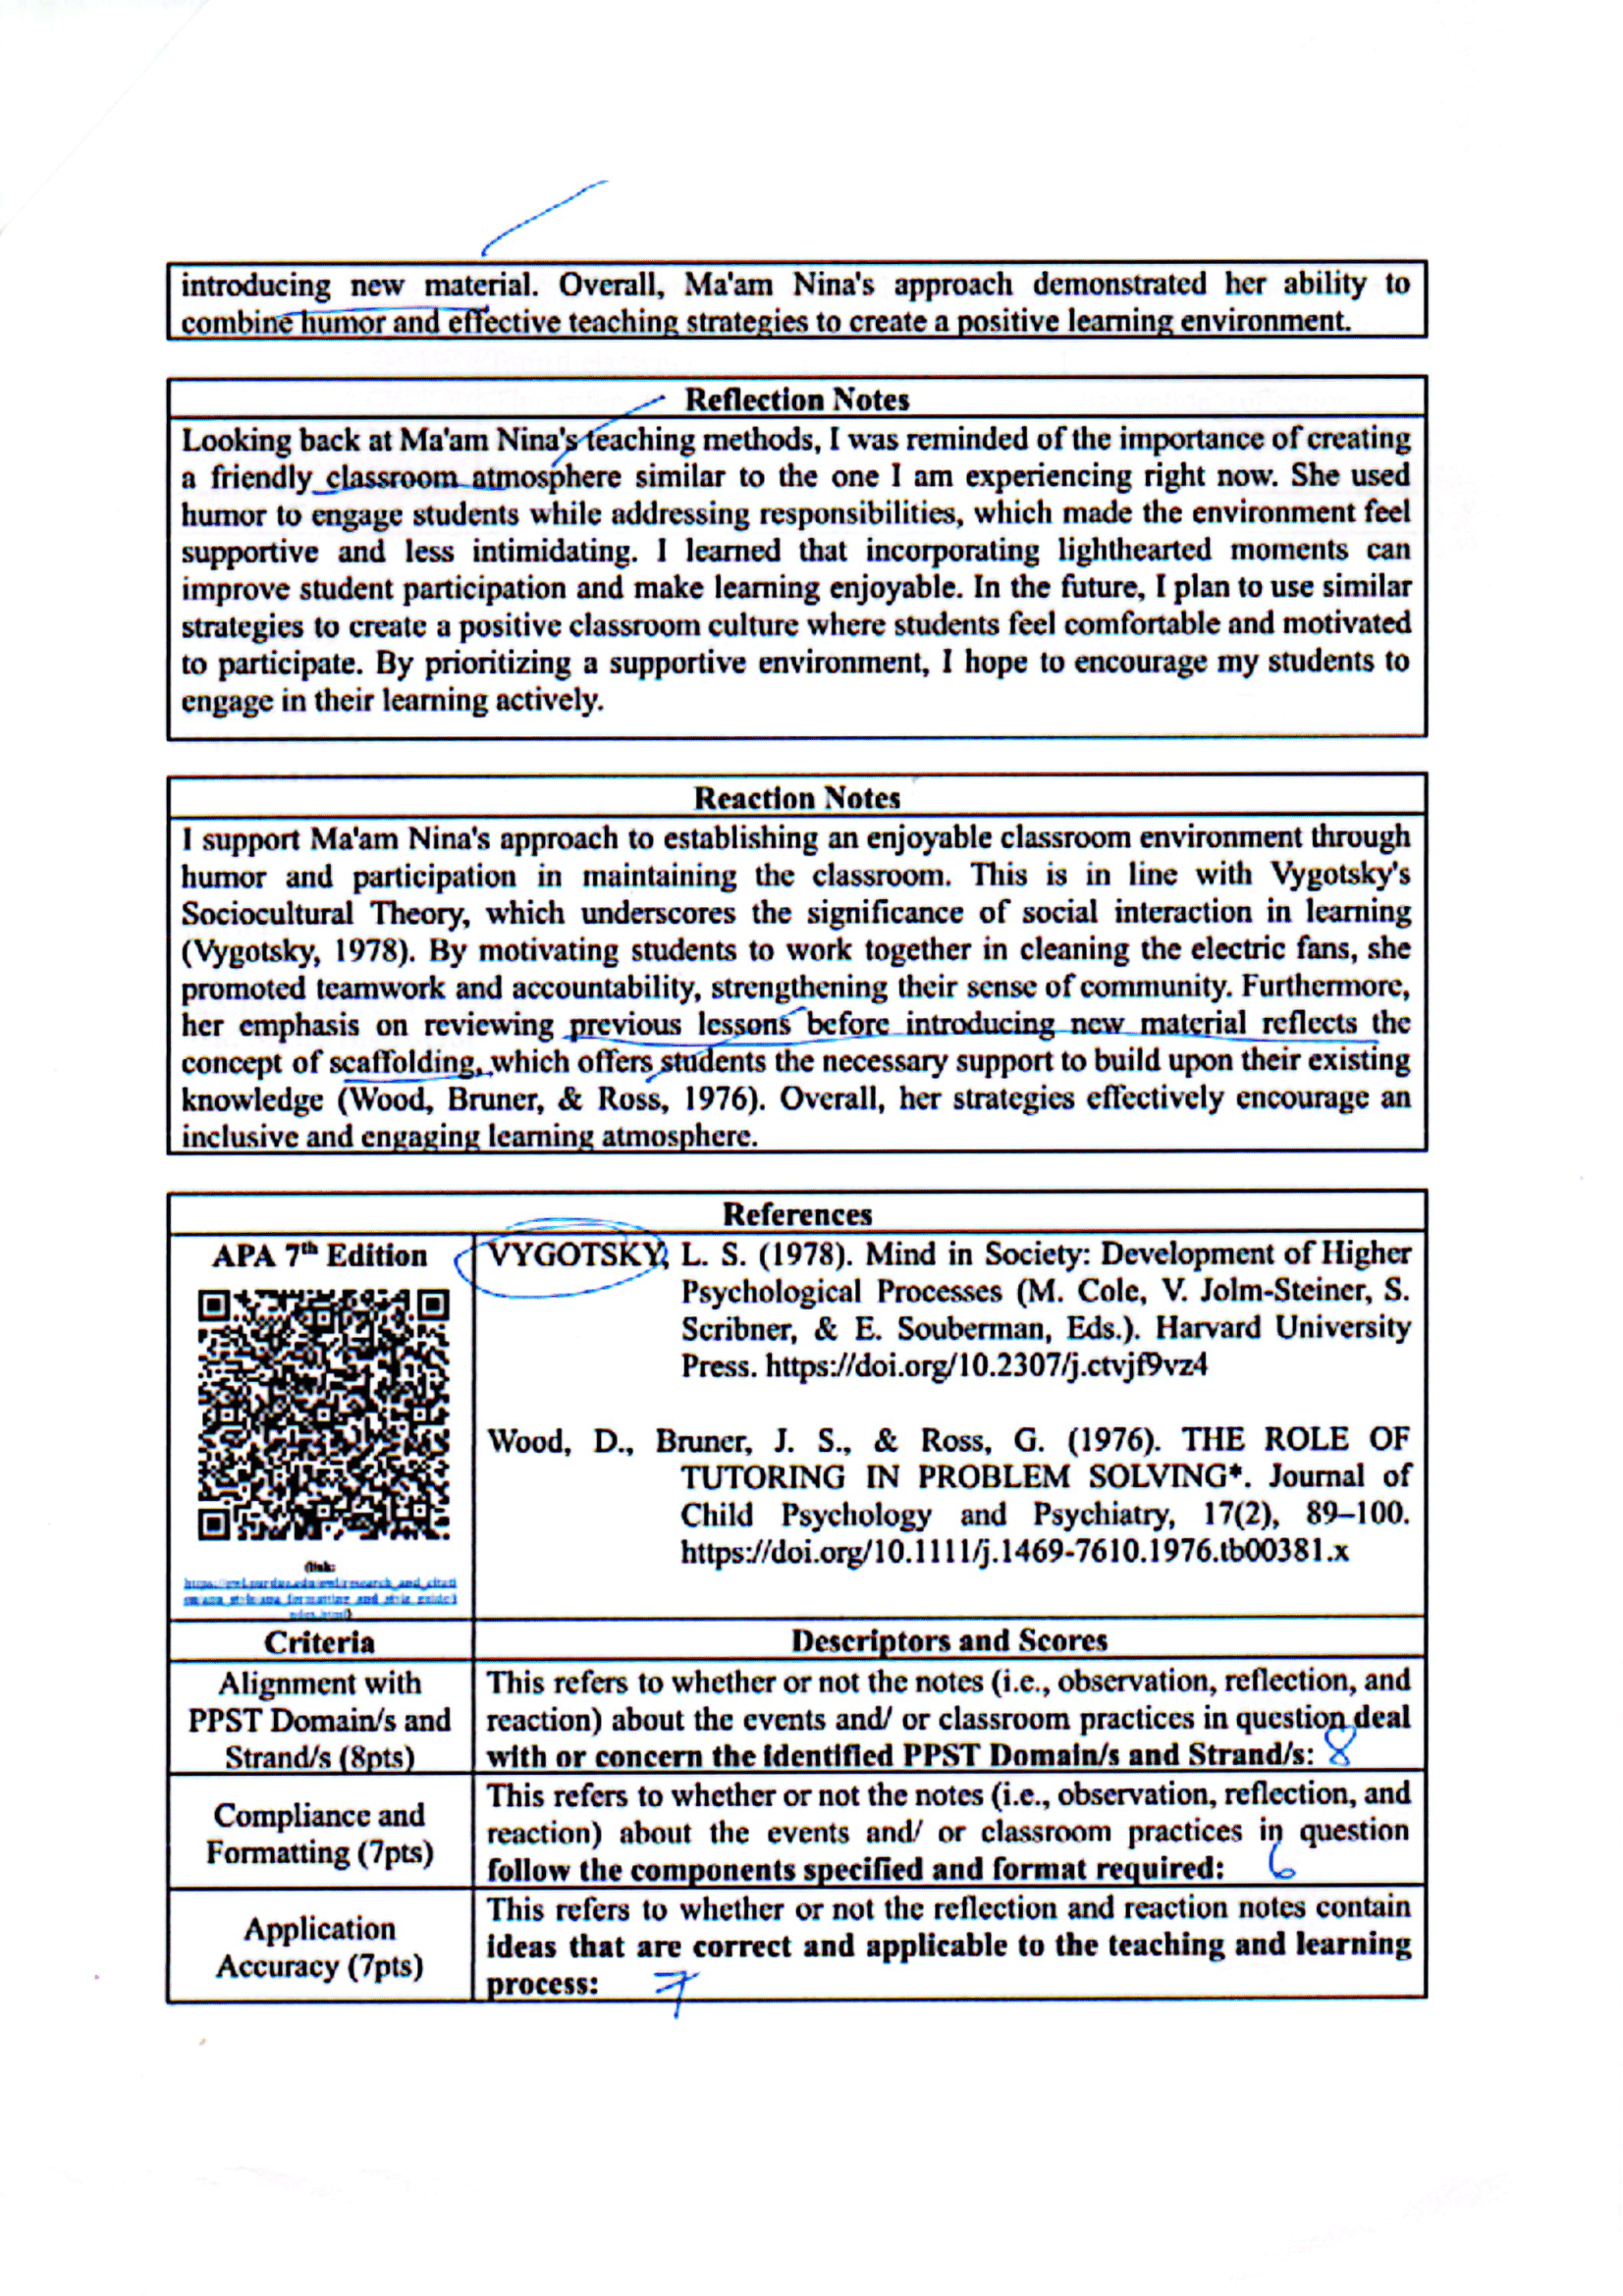 introducing new material. Overall, Ma'am Nina's approach demonstrated her ability to
combine humor and effective teaching strategies to create a positive learning environment.
Reflection Notes
Looking back at Ma'am Nina's teaching methods, I was reminded of the importance of creating
a friendly classroom atmosphere similar to the one I am experiencing right now. She used
humor to engage students while addressing responsibilities, which made the environment feel
supportive and less intimidating. I learned that incorporating lighthearted moments can
improve student participation and make learning enjoyable. In the future, I plan to use similar
strategies to create a positive classroom culture where students feel comfortable and motivated
to participate. By prioritizing a supportive environment, I hope to encourage my students to
engage in their learning actively.
Reaction Notes
I support Ma'am Nina's approach to establishing an enjoyable classroom environment through
humor and participation in maintaining the classroom. This is in line with Vygotsky's
Sociocultural Theory, which underscores the significance of social interaction in learning
(Vygotsky, 1978). By motivating students to work together in cleaning the electric fans, she
promoted teamwork and accountability, strengthening their sense of community. Furthermore,
her emphasis on reviewing previous lessons before introducing new material reflects the
concept of scaffolding, which offers students the necessary support to build upon their existing
knowledge (Wood, Bruner, & Ross, 1976). Overall, her strategies effectively encourage an
inclusive and engaging learning atmosphere.
References
APA 7th Edition
(link:
VYGOTSKY, L. S. (1978). Mind in Society: Development of Higher
Psychological Processes (M. Cole, V. Jolm-Steiner, S.
Scribner, & E. Souberman, Eds.). Harvard University
Press. https://doi.org/10.2307/j.ctvjf9vz4
Wood, D., Bruner, J. S., & Ross, G. (1976). THE ROLE OF
TUTORING IN PROBLEM SOLVING*. Journal of
Child Psychology and Psychiatry, 17(2), 89–100.
https://doi.org/10.1111/j.1469-7610.1976.tb00381.x
Criteria
Descriptors and Scores
Alignment with
PPST Domain/s and
Strand/s (8pts)
This refers to whether or not the notes (i.e., observation, reflection, and
reaction) about the events and/ or classroom practices in question deal
with or concern the identified PPST Domain/s and Strand/s: 8
Compliance and
Formatting (7pts)
This refers to whether or not the notes (i.e., observation, reflection, and
reaction) about the events and/ or classroom practices in question
follow the components specified and format required: 6
Application
Accuracy (7pts)
This refers to whether or not the reflection and reaction notes contain
ideas that are correct and applicable to the teaching and learning
process: 7